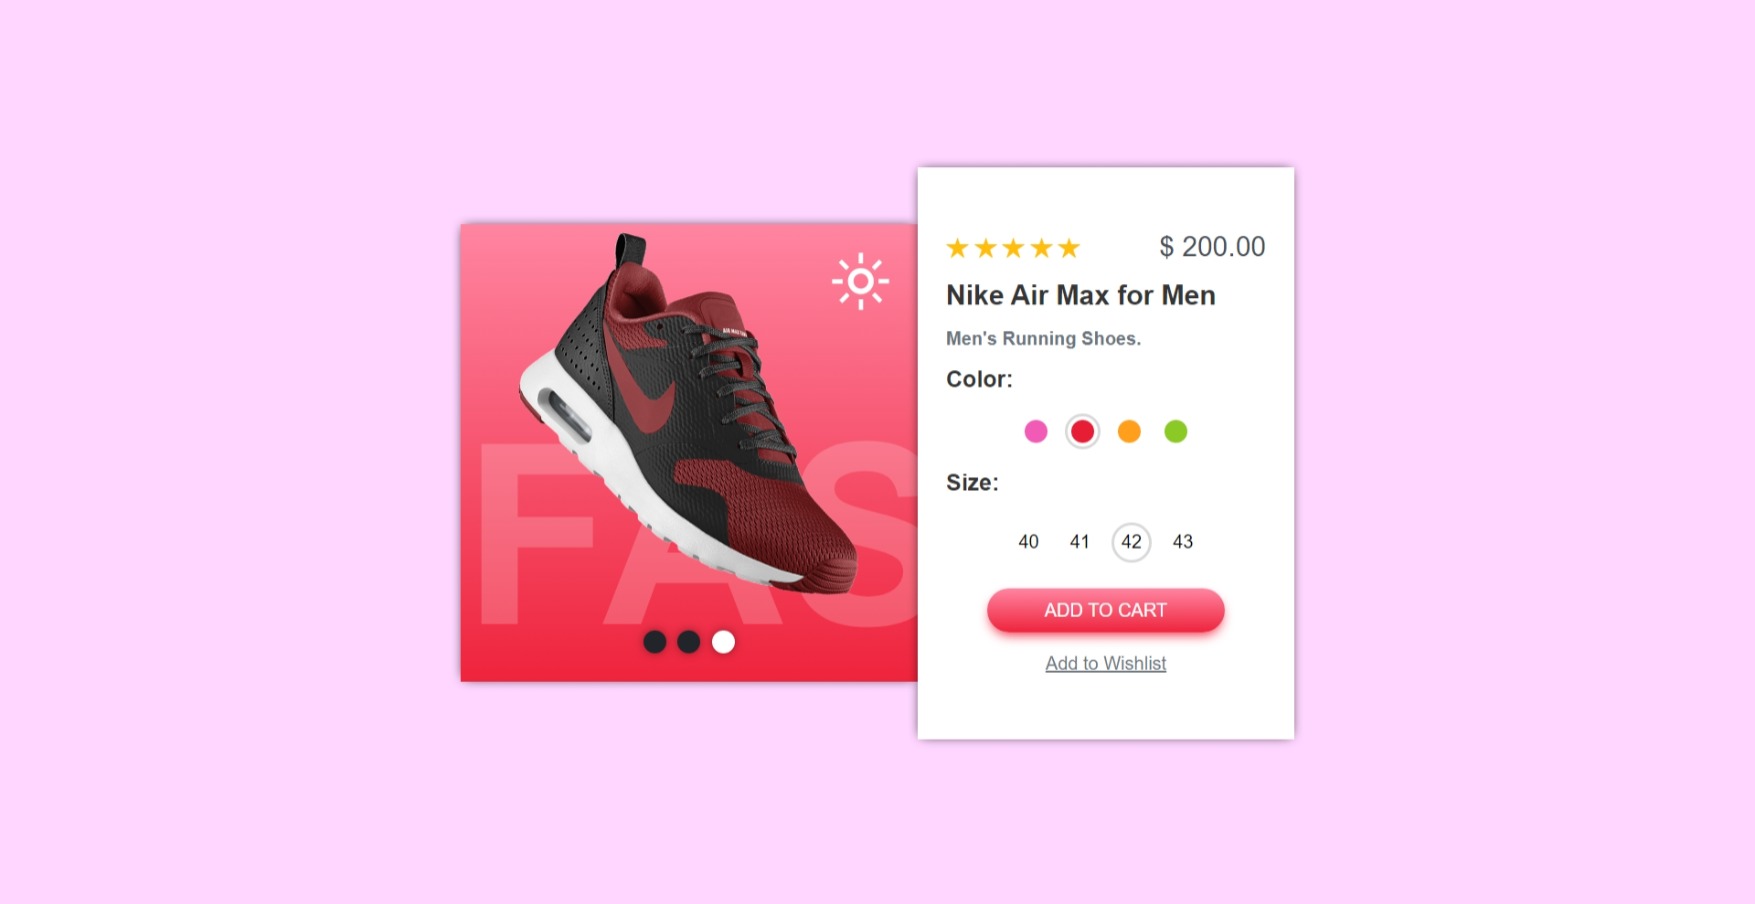 FAS
★★★★★ $ 200.00
Nike Air Max for Men
Men's Running Shoes.
Color:
Size:
40 41 42 43
ADD TO CART
Add to Wishlist